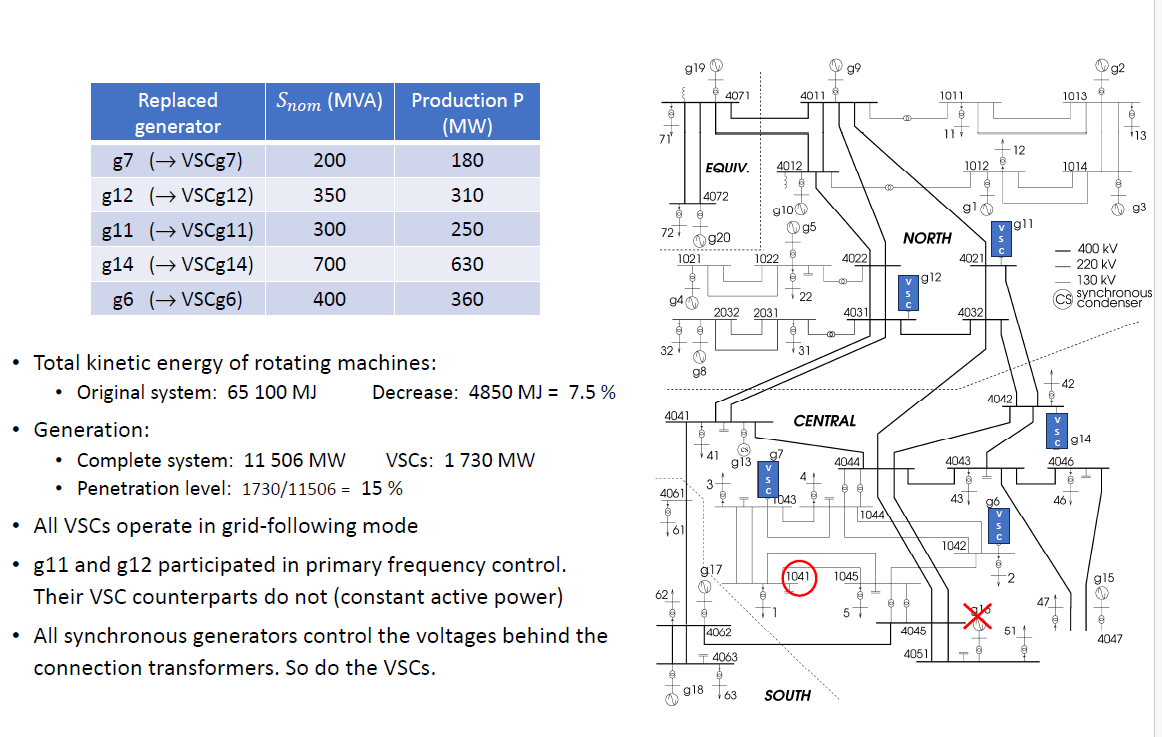 Replaced generator	S_nom (MVA)	Production P (MW)
g7 (→ VSCg7)	200	180
g12 (→ VSCg12)	350	310
g11 (→ VSCg11)	300	250
g14 (→ VSCg14)	700	630
g6 (→ VSCg6)	400	360
• Total kinetic energy of rotating machines:
• Original system: 65 100 MJ Decrease: 4850 MJ = 7.5 %
• Generation:
• Complete system: 11 506 MW VSCs: 1 730 MW
• Penetration level: 1730/11506 = 15 %
• All VSCs operate in grid-following mode
• g11 and g12 participated in primary frequency control.
Their VSC counterparts do not (constant active power)
• All synchronous generators control the voltages behind the
connection transformers. So do the VSCs.
g19
g9
g2
4071
4011
1011
1013
71
11
13
12
EQUIV.
4012
1012
1014
4072
g10
g1
g3
72
g20
g5
NORTH
VSC
g11
400 kV
220 kV
130 kV
CS synchronous
condenser
1021
1022
4022
4021
g4
22
VSC
g12
2032
2031
4031
4032
32
31
g8
42
4042
4041
CENTRAL
VSC
g14
41
CS
g13
g7
VSC
4044
4043
4046
3
4
43
46
4061
1043
1044
g6
VSC
61
1042
g17
1041
1045
2
g15
62
1
5
g16
47
4062
4045
51
4047
4063
4051
g18
63
SOUTH